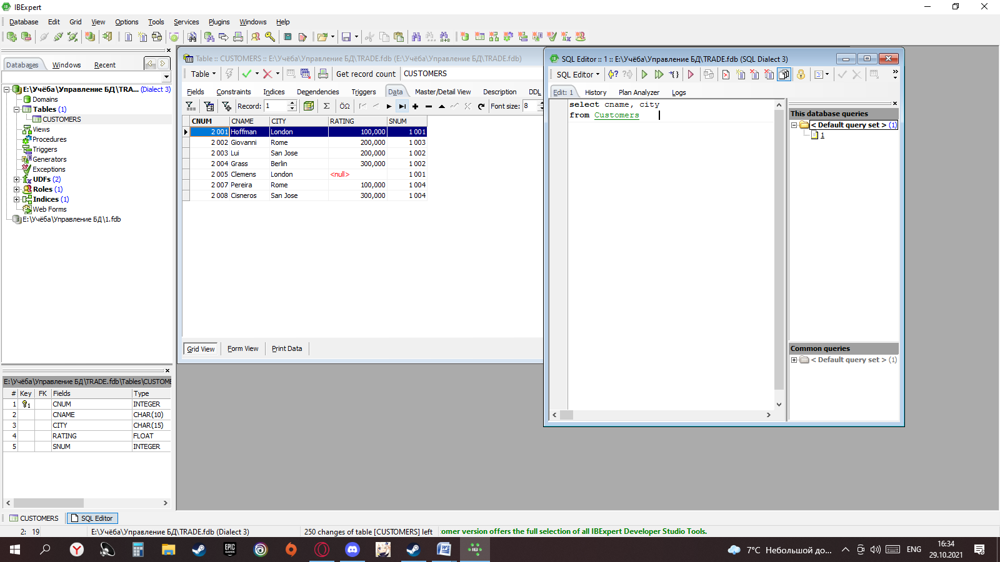 IBExpert
Database Edit Grid View Options Tools Services Plugins Windows Help
Databases Windows Recent
E:\Учёба\Управление БД\TRA... (Dialect 3)
Domains
Tables (1)
CUSTOMERS
Views
Procedures
Triggers
Generators
Exceptions
UDFs (2)
Roles (1)
Indices (1)
Web Forms
E:\Учёба\Управление БД\1.fdb
E:\Учёба\Управление БД\TRADE.fdb\Tables\CUSTOME
# Key FK Fields Type
1 1 CNUM INTEGER
2 CNAME CHAR(10)
3 CITY CHAR(15)
4 RATING FLOAT
5 SNUM INTEGER
Table :: CUSTOMERS :: E:\Учёба\Управление БД\TRADE.fdb (E:\Учёба\Управление БД\TRADE.fdb)
Table Get record count CUSTOMERS
Fields Constraints Indices Dependencies Triggers Data Master/Detail View Description DDL
Record: 1 Σ ÖΩ Font size: 8
CNUM CNAME CITY RATING SNUM
2 001 Hoffman London 100,000 1 001
2 002 Giovanni Rome 200,000 1 003
2 003 Lui San Jose 200,000 1 002
2 004 Grass Berlin 300,000 1 002
2 005 Clemens London <null> 1 001
2 007 Pereira Rome 100,000 1 004
2 008 Cisneros San Jose 300,000 1 004
Grid View Form View Print Data
SQL Editor :: 1 :: E:\Учёба\Управление БД\TRADE.fdb (SQL Dialect 3)
SQL Editor
Edit: 1 History Plan Analyzer Logs
select cname, city
from Customers
This database queries
< Default query set > (1)
1
Common queries
< Default query set > (1)
CUSTOMERS SQL Editor
2: 19 E:\Учёба\Управление БД\TRADE.fdb (Dialect 3) 250 changes of table [CUSTOMERS] left omer version offers the full selection of all IBExpert Developer Studio Tools.
EPIC GAMES
7°C Небольшой до... ENG 16:34
29.10.2021